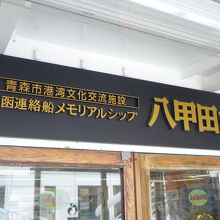 青森市港湾文化交流施設
函連絡船メモリアルシップ
八甲田